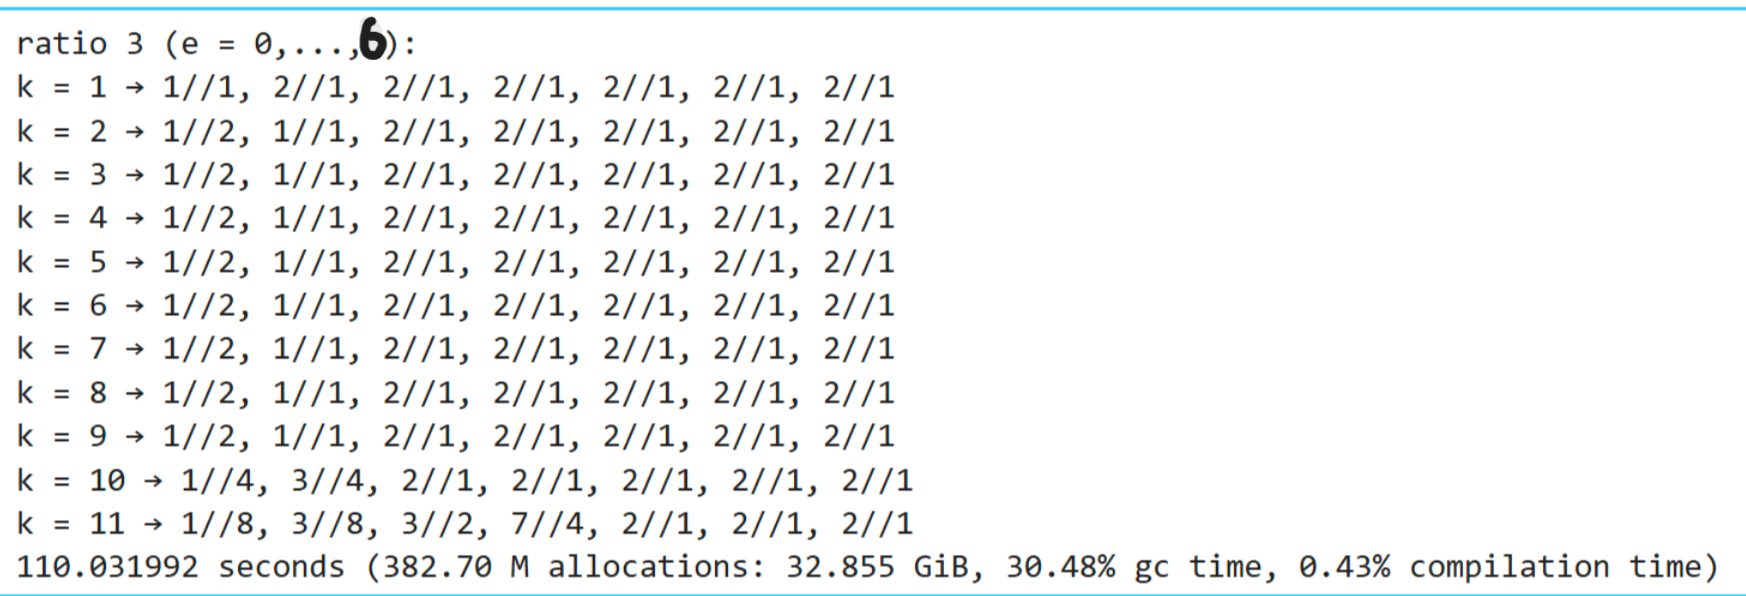 ratio 3 (e = 0,...,6):
k = 1 → 1//1, 2//1, 2//1, 2//1, 2//1, 2//1, 2//1
k = 2 → 1//2, 1//1, 2//1, 2//1, 2//1, 2//1, 2//1
k = 3 → 1//2, 1//1, 2//1, 2//1, 2//1, 2//1, 2//1
k = 4 → 1//2, 1//1, 2//1, 2//1, 2//1, 2//1, 2//1
k = 5 → 1//2, 1//1, 2//1, 2//1, 2//1, 2//1, 2//1
k = 6 → 1//2, 1//1, 2//1, 2//1, 2//1, 2//1, 2//1
k = 7 → 1//2, 1//1, 2//1, 2//1, 2//1, 2//1, 2//1
k = 8 → 1//2, 1//1, 2//1, 2//1, 2//1, 2//1, 2//1
k = 9 → 1//2, 1//1, 2//1, 2//1, 2//1, 2//1, 2//1
k = 10 → 1//4, 3//4, 2//1, 2//1, 2//1, 2//1, 2//1
k = 11 → 1//8, 3//8, 3//2, 7//4, 2//1, 2//1, 2//1
110.031992 seconds (382.70 M allocations: 32.855 GiB, 30.48% gc time, 0.43% compilation time)